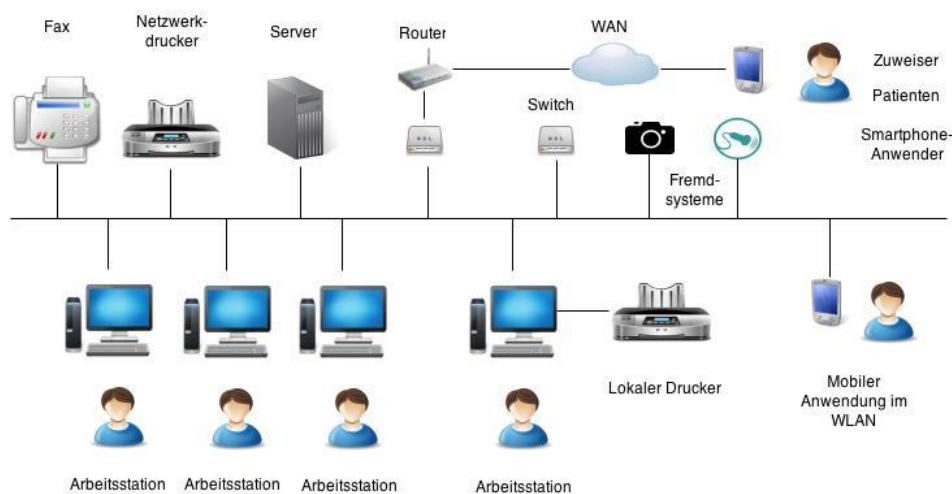 Fax
Netzwerk-
drucker
Server
Router
WAN
Zuweiser
Patienten
Smartphone-
Anwender
Switch
Fremd-
systeme
Lokaler Drucker
Mobiler
Anwendung im
WLAN
Arbeitsstation
Arbeitsstation
Arbeitsstation
Arbeitsstation